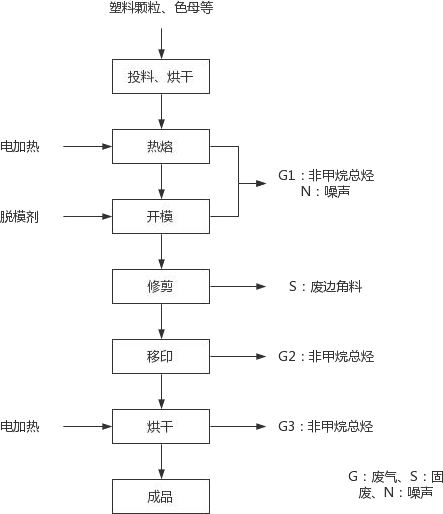 塑料颗粒、色母等
投料、烘干
电加热
热熔
G1：非甲烷总烃
N：噪声
脱模剂
开模
修剪
S：废边角料
移印
G2：非甲烷总烃
电加热
烘干
G3：非甲烷总烃
成品
G：废气、S：固
废、N：噪声